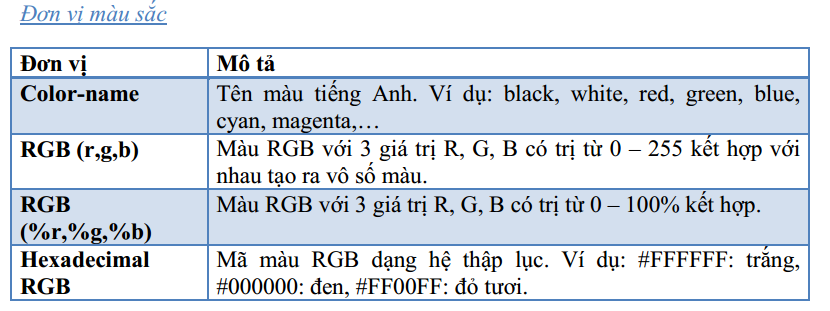 Đơn vị màu sắc
Đơn vị Mô tả
Color-name Tên màu tiếng Anh. Ví dụ: black, white, red, green, blue,
cyan, magenta,…
RGB (r,g,b) Màu RGB với 3 giá trị R, G, B có trị từ 0 – 255 kết hợp với
nhau tạo ra vô số màu.
RGB Màu RGB với 3 giá trị R, G, B có trị từ 0 – 100% kết hợp.
(%r,%g,%b)
Hexadecimal Mã màu RGB dạng hệ thập lục. Ví dụ: #FFFFFF: trắng,
RGB #000000: đen, #FF00FF: đỏ tươi.